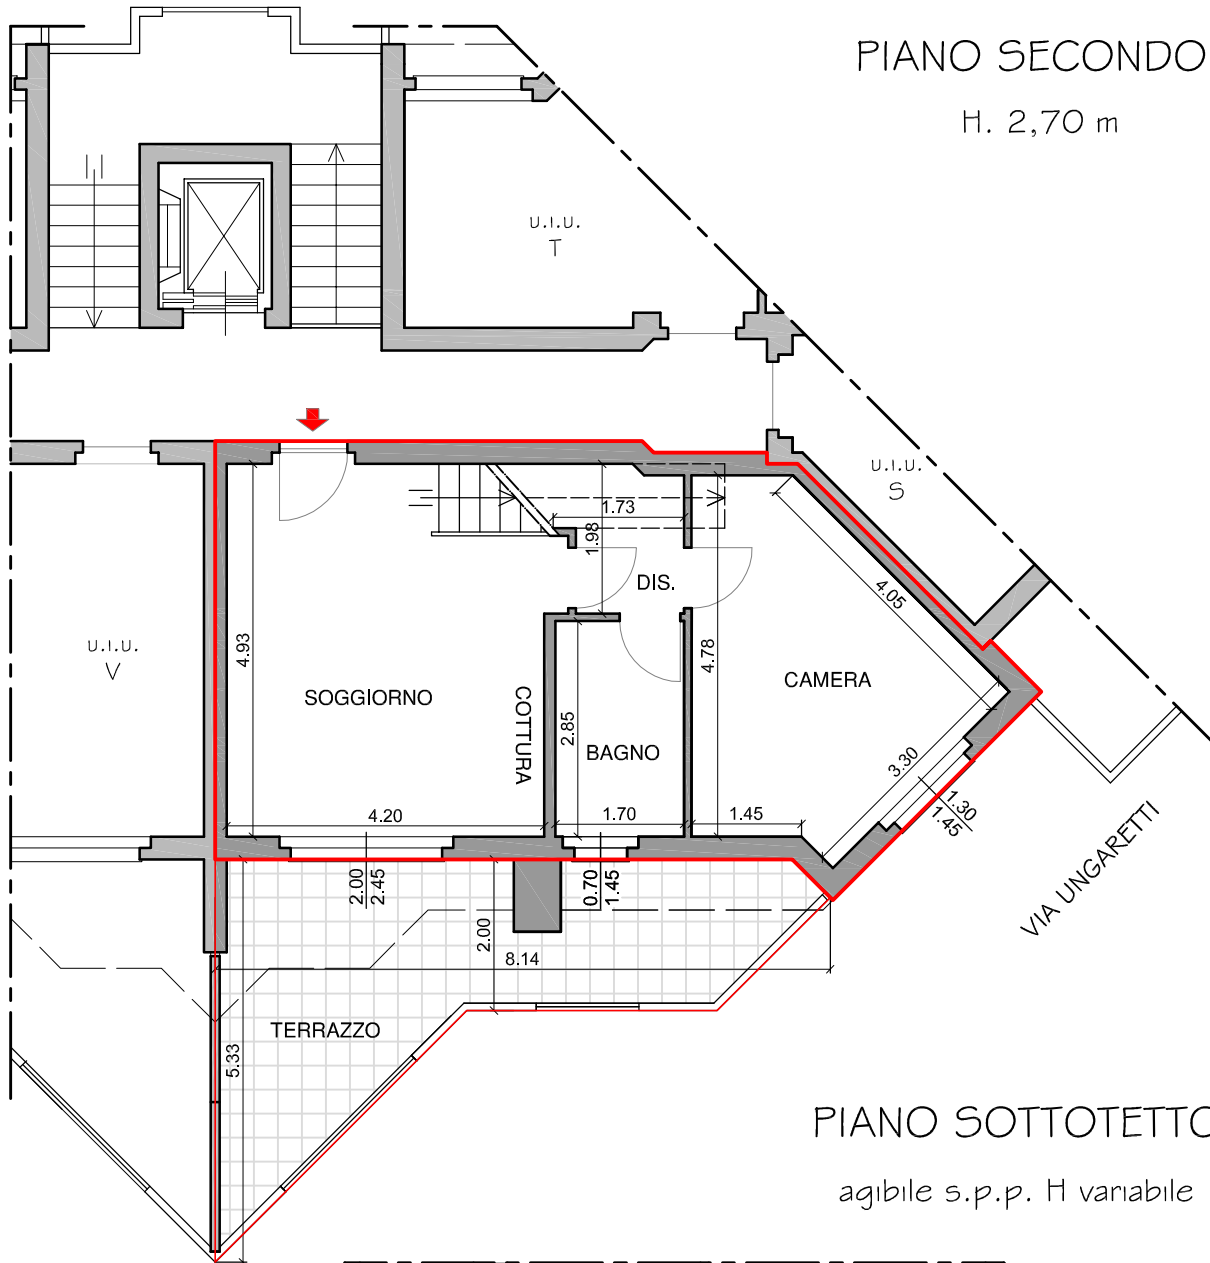 PIANO SECONDO
H. 2,70 m
U.I.U.
T
U.I.U.
S
1.73
1.98
DIS.
4.05
4.93
4.78
U.I.U.
V
SOGGIORNO
COTTURA
CAMERA
2.85
BAGNO
3.30
4.20
1.70
1.45
1.30
1.45
VIA UNGARETTI
2.00
2.45
0.70
1.45
2.00
8.14
TERRAZZO
5.33
PIANO SOTTOTETTO
agibile s.p.p. H variabile